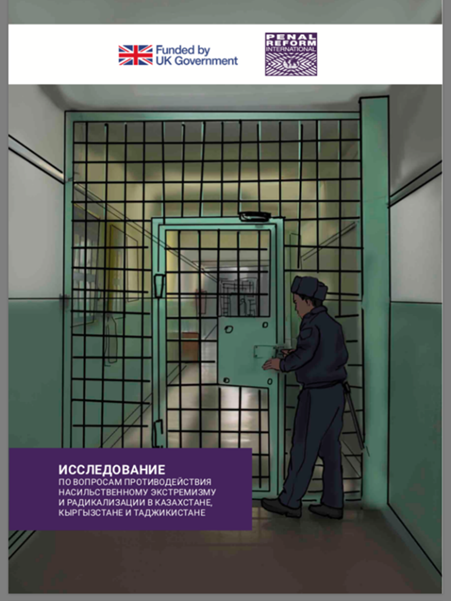 Funded by
UK Government
PENAL
REFORM
INTERNATIONAL
ИССЛЕДОВАНИЕ
ПО ВОПРОСАМ ПРОТИВОДЕЙСТВИЯ
НАСИЛЬСТВЕННОМУ ЭКСТРЕМИЗМУ
И РАДИКАЛИЗАЦИИ В КАЗАХСТАНЕ,
КЫРГЫЗСТАНЕ И ТАДЖИКИСТАНЕ